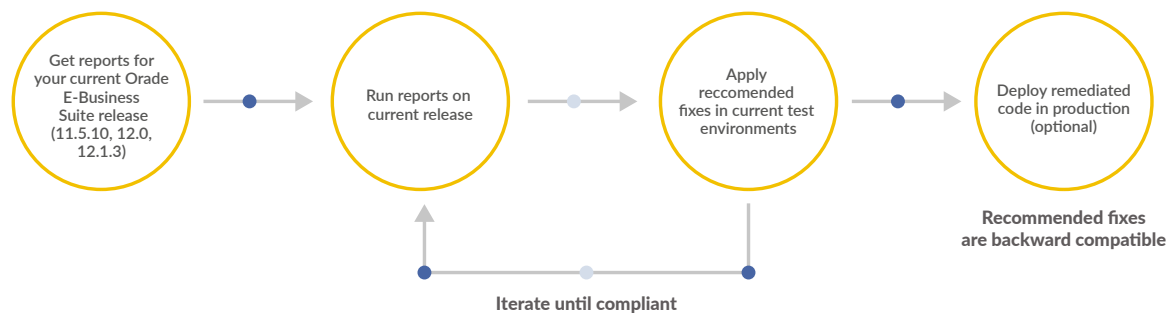 Get reports for
your current Orade
E-Business
Suite release
(11.5.10, 12.0,
12.1.3)
Run reports on
current release
Apply
reccomended
fixes in current test
environments
Deploy remediated
code in production
(optional)
Recommended fixes
are backward compatible
Iterate until compliant